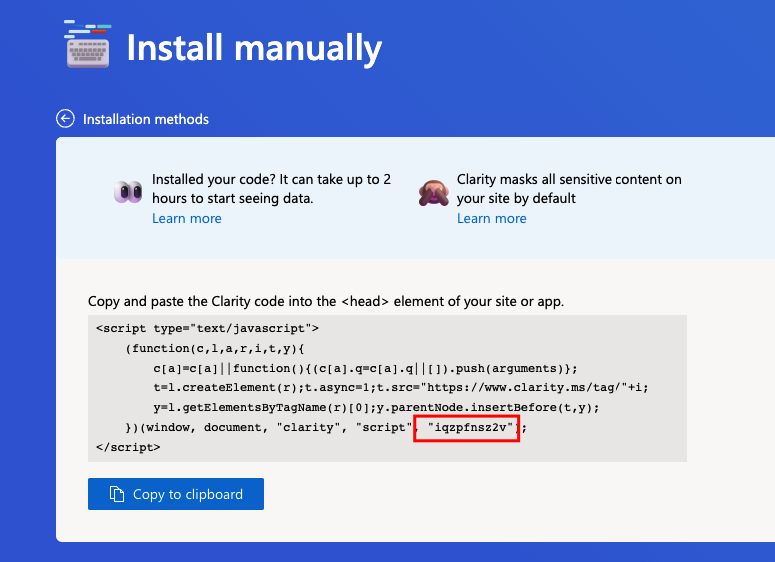 Install manually
Installation methods
Installed your code? It can take up to 2
hours to start seeing data.
Learn more
Clarity masks all sensitive content on
your site by default
Learn more
Copy and paste the Clarity code into the <head> element of your site or app.
<script type="text/javascript">
(function(c,l,a,r,i,t,y){
c[a]=c[a]||function(){(c[a].q=c[a].q||[]).push(arguments)};
t=l.createElement(r);t.async=1;t.src="https://www.clarity.ms/tag/"+i;
y=l.getElementsByTagName(r)[0];y.parentNode.insertBefore(t,y);
})(window, document, "clarity", "script", "iqzpfnsz2v");
</script>
Copy to clipboard